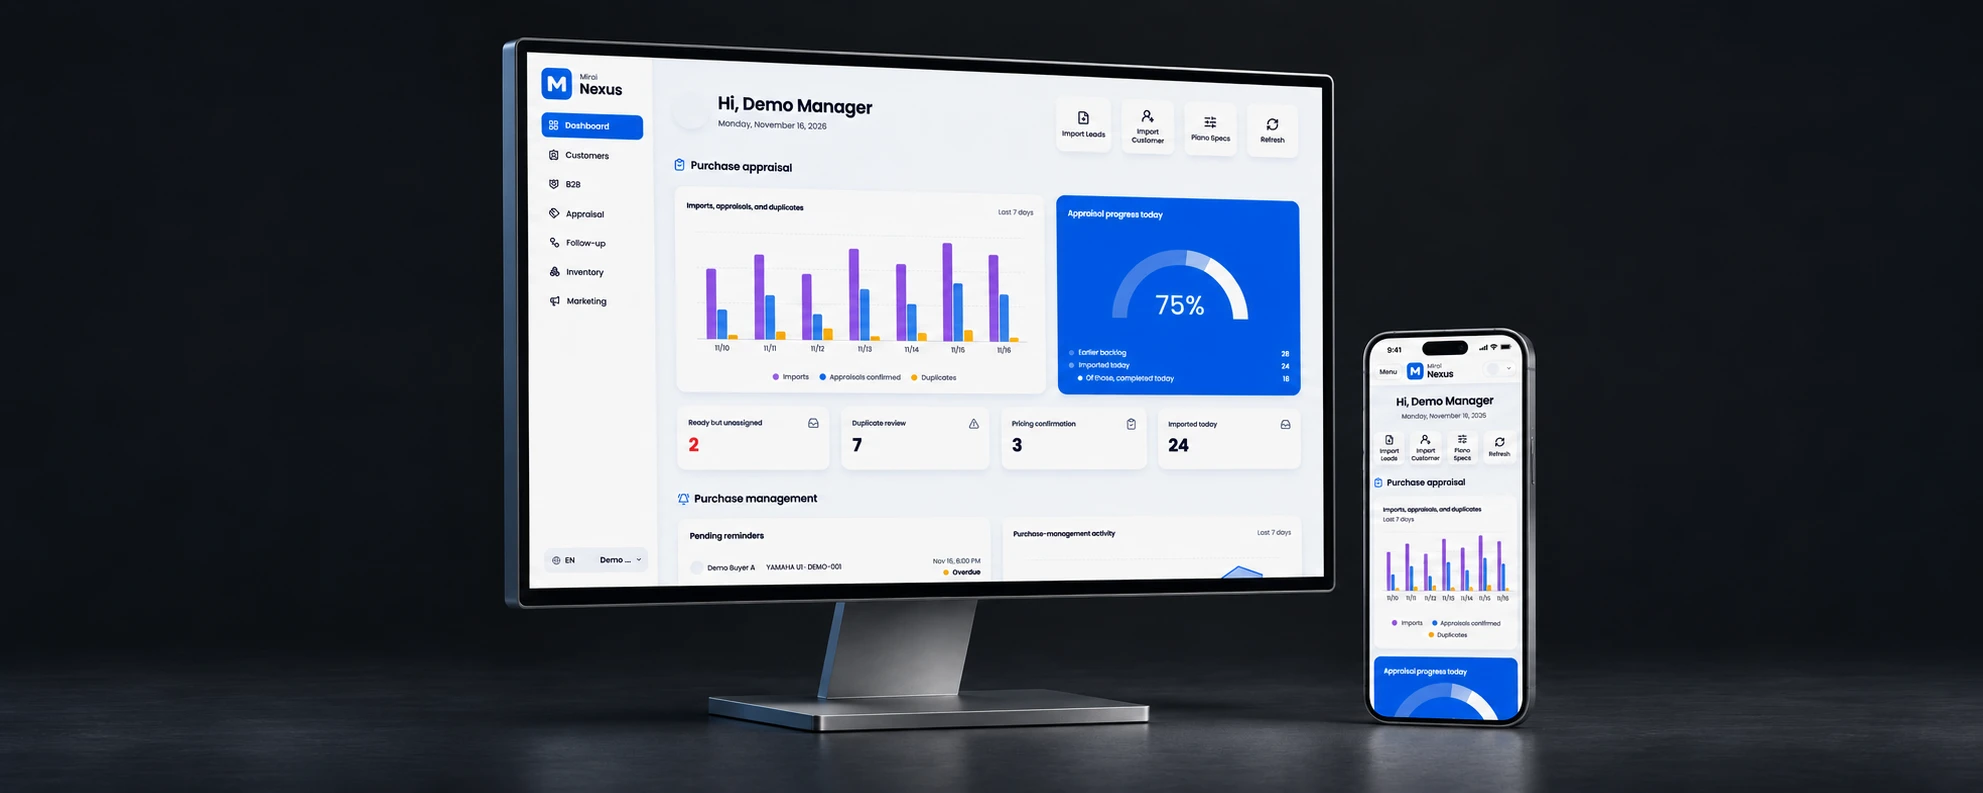 Mirai
Nexus
Dashboard
Customers
B2B
Appraisal
Follow-up
Inventory
Marketing
EN
Demo ...
Hi, Demo Manager
Monday, November 16, 2026
Import Leads
Import
Customer
Piano Specs
Refresh
Purchase appraisal
Imports, appraisals, and duplicates
Last 7 days
11/10 11/11 11/12 11/13 11/14 11/15 11/16
Imports Appraisals confirmed Duplicates
Appraisal progress today
75%
Earlier backlog 28
Imported today 24
Of those, completed today 18
Ready but unassigned
2
Duplicate review
7
Pricing confirmation
3
Imported today
24
Purchase management
Pending reminders
Demo Buyer A YAMAHA U1 · DEMO-001
Nov 16, 6:00 PM
Overdue
Purchase-management activity
Last 7 days
9:41
Menu
M
Mirai
Nexus
Hi, Demo Manager
Monday, November 16, 2026
Import
Leads
Import
Customer
Piano
Specs
Refresh
Purchase appraisal
Imports, appraisals, and duplicates
Last 7 days
11/10 11/11 11/12 11/13 11/14 11/15 11/16
Imports Appraisals confirmed
Duplicates
Appraisal progress today